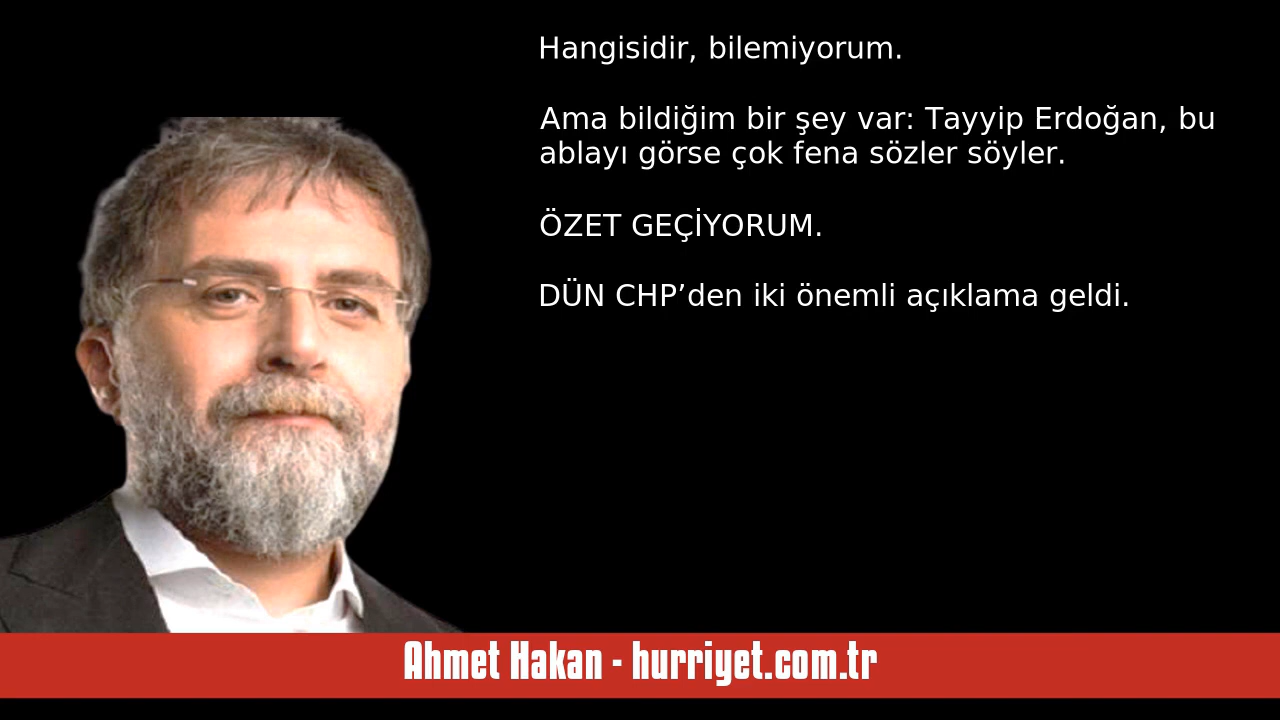 Hangisidir, bilemiyorum.
Ama bildiğim bir şey var: Tayyip Erdoğan, bu
ablayı görse çok fena sözler söyler.
ÖZET GEÇİYORUM.
DÜN CHP’den iki önemli açıklama geldi.
Ahmet Hakan - hurriyet.com.tr